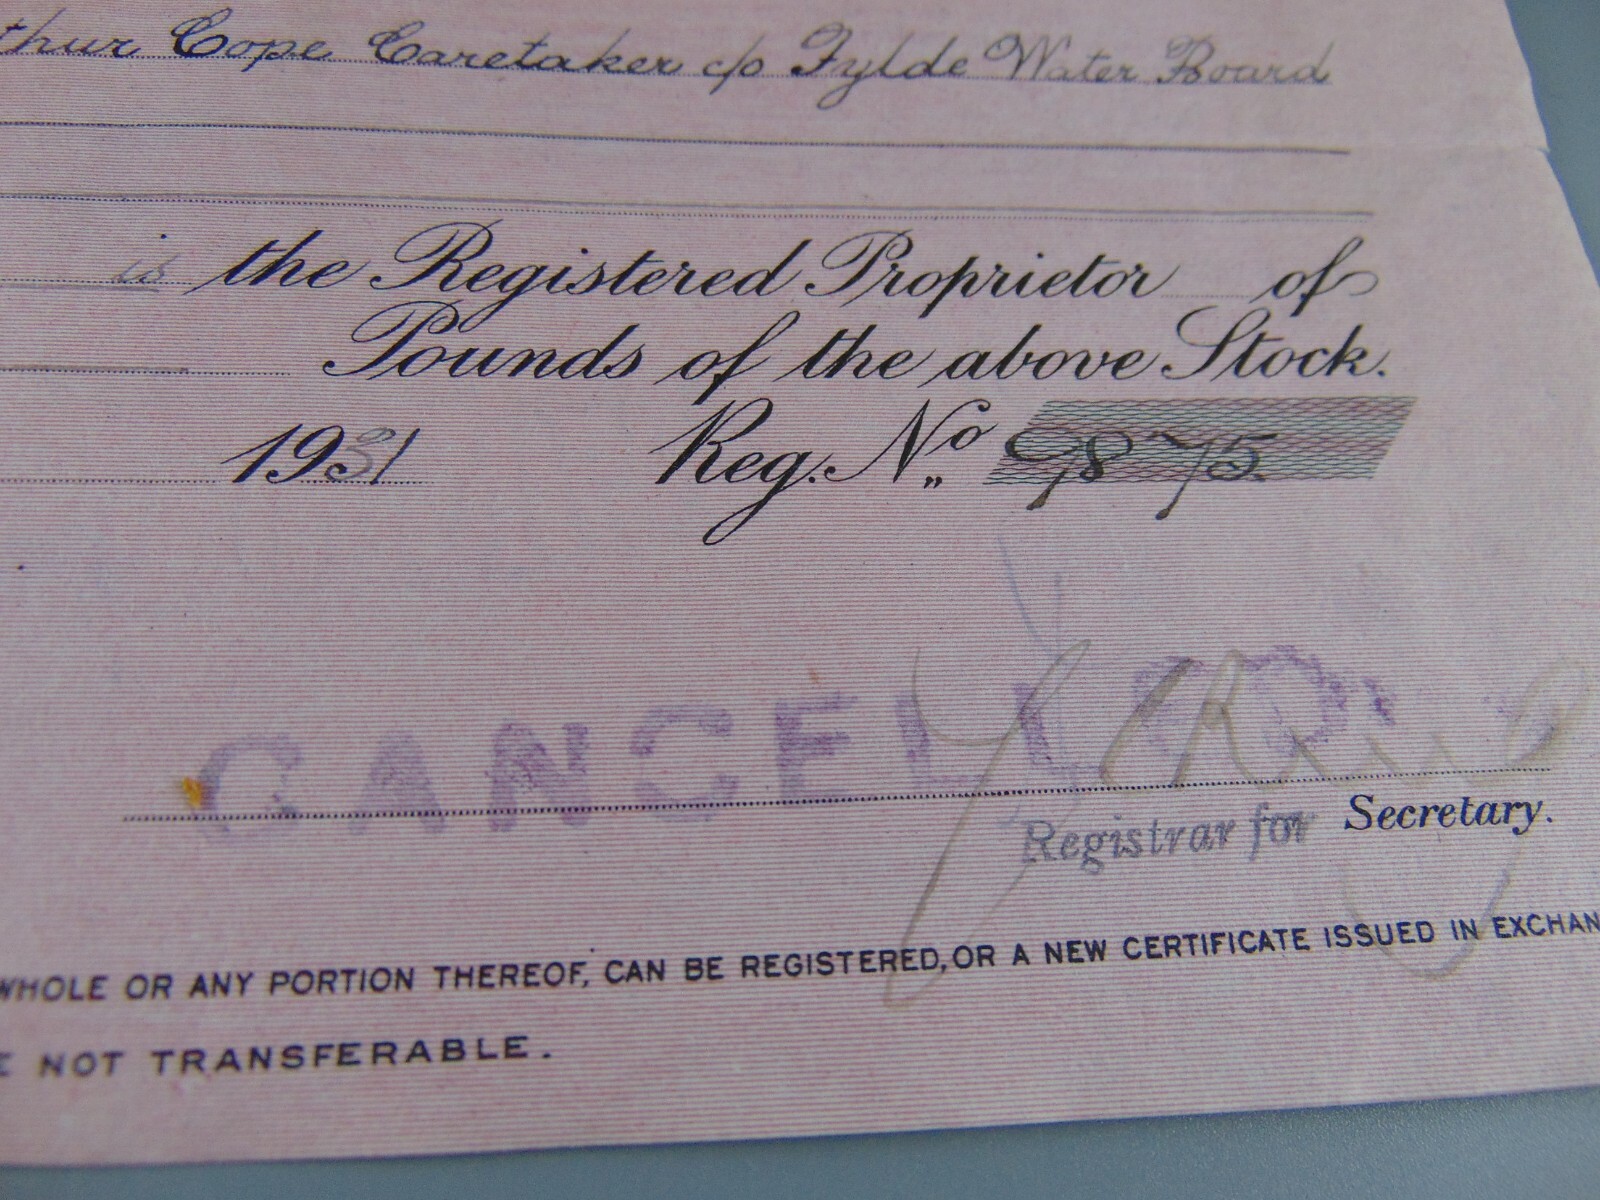 thur Cope Caretaker c/o Fylde Water Board
is the Registered Proprietor of
Pounds of the above Stock.
1931 Reg. No 9875
CANCELLED
Registrar for Secretary.
WHOLE OR ANY PORTION THEREOF, CAN BE REGISTERED, OR A NEW CERTIFICATE ISSUED IN EXCHAN
E NOT TRANSFERABLE.